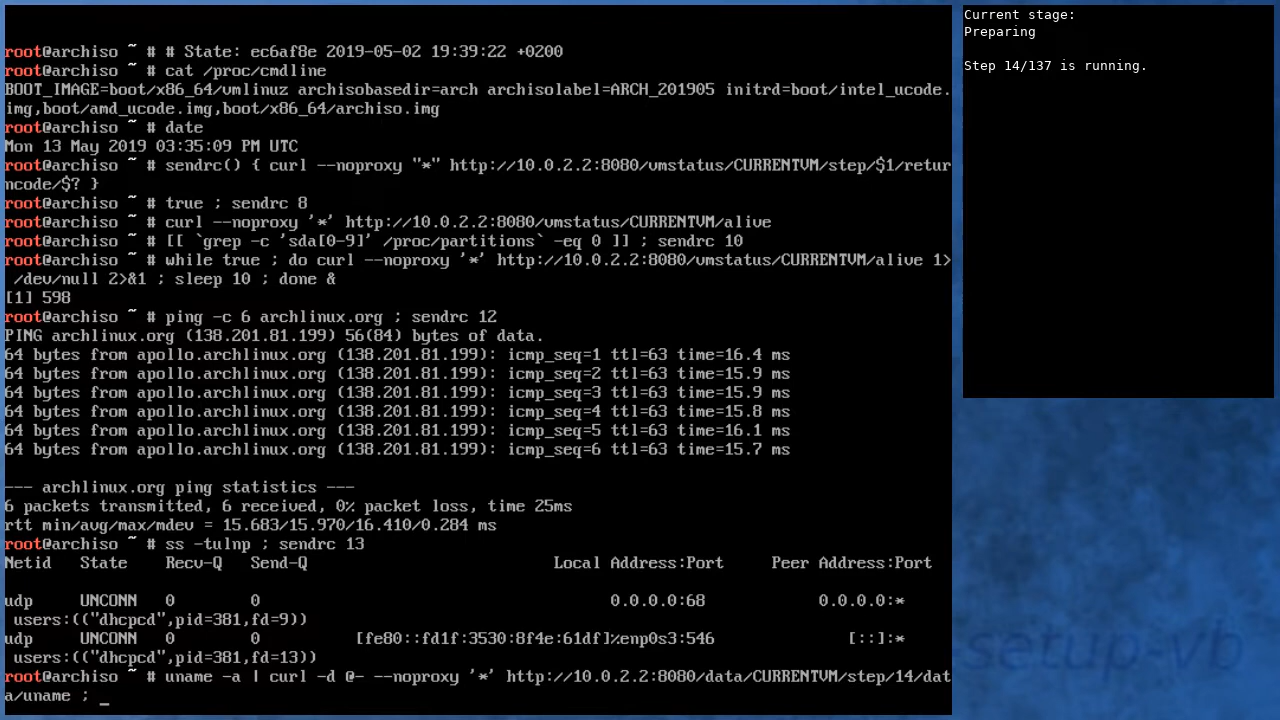 root@archiso ~ # # State: ec6af8e 2019-05-02 19:39:22 +0200
root@archiso ~ # cat /proc/cmdline
BOOT_IMAGE=boot/x86_64/vmlinuz archisobasedir=arch archisolabel=ARCH_201905 initrd=boot/intel_ucode.
img,boot/amd_ucode.img,boot/x86_64/archiso.img
root@archiso ~ # date
Mon 13 May 2019 03:35:09 PM UTC
root@archiso ~ # sendrc() { curl --noproxy "*" http://10.0.2.2:8080/vmstatus/CURRENTVM/step/$1/retur
ncode/$? }
root@archiso ~ # true ; sendrc 8
root@archiso ~ # curl --noproxy '*' http://10.0.2.2:8080/vmstatus/CURRENTVM/alive
root@archiso ~ # [[ `grep -c 'sda[0-9]' /proc/partitions` -eq 0 ]] ; sendrc 10
root@archiso ~ # while true ; do curl --noproxy '*' http://10.0.2.2:8080/vmstatus/CURRENTVM/alive 1>
 /dev/null 2>&1 ; sleep 10 ; done &
[1] 598
root@archiso ~ # ping -c 6 archlinux.org ; sendrc 12
PING archlinux.org (138.201.81.199) 56(84) bytes of data.
64 bytes from apollo.archlinux.org (138.201.81.199): icmp_seq=1 ttl=63 time=16.4 ms
64 bytes from apollo.archlinux.org (138.201.81.199): icmp_seq=2 ttl=63 time=15.9 ms
64 bytes from apollo.archlinux.org (138.201.81.199): icmp_seq=3 ttl=63 time=15.9 ms
64 bytes from apollo.archlinux.org (138.201.81.199): icmp_seq=4 ttl=63 time=15.8 ms
64 bytes from apollo.archlinux.org (138.201.81.199): icmp_seq=5 ttl=63 time=16.1 ms
64 bytes from apollo.archlinux.org (138.201.81.199): icmp_seq=6 ttl=63 time=15.7 ms
--- archlinux.org ping statistics ---
6 packets transmitted, 6 received, 0% packet loss, time 25ms
rtt min/avg/max/mdev = 15.683/15.970/16.410/0.284 ms
root@archiso ~ # ss -tulnp ; sendrc 13
Netid State Recv-Q Send-Q Local Address:Port Peer Address:Port
udp UNCONN 0 0 0.0.0.0:68 0.0.0.0:*
 users:(("dhcpcd",pid=381,fd=9))
udp UNCONN 0 0 [fe80::fd1f:3530:8f4e:61df]%enp0s3:546 [::]:*
 users:(("dhcpcd",pid=381,fd=13))
root@archiso ~ # uname -a | curl -d @- --noproxy '*' http://10.0.2.2:8080/data/CURRENTVM/step/14/dat
a/uname ; _
Current stage:
Preparing
Step 14/137 is running.
setup-vb